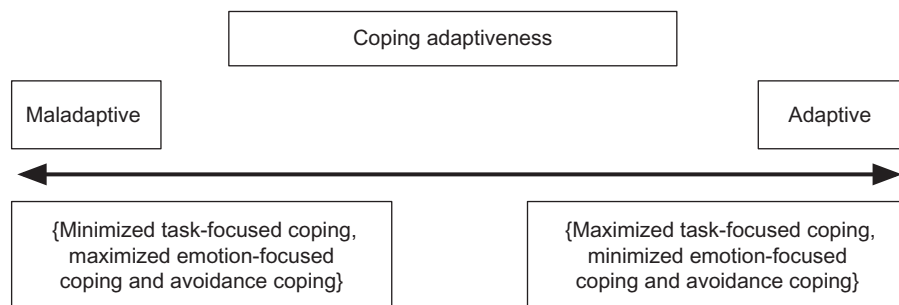 Coping adaptiveness
Maladaptive
Adaptive
{Minimized task-focused coping,
maximized emotion-focused
coping and avoidance coping}
{Maximized task-focused coping,
minimized emotion-focused
coping and avoidance coping}